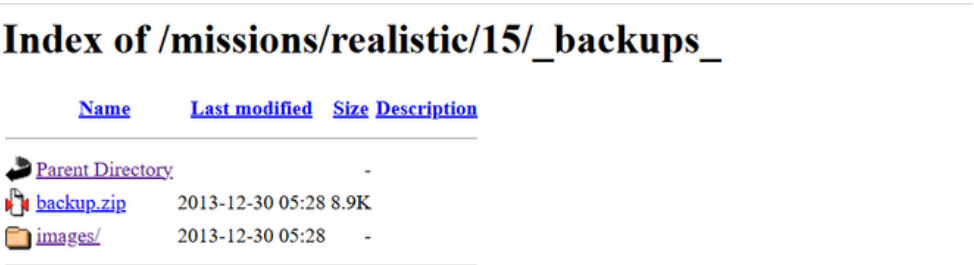 Index of /missions/realistic/15/_backups_
Name Last modified Size Description
Parent Directory -
backup.zip 2013-12-30 05:28 8.9K
images/ 2013-12-30 05:28 -